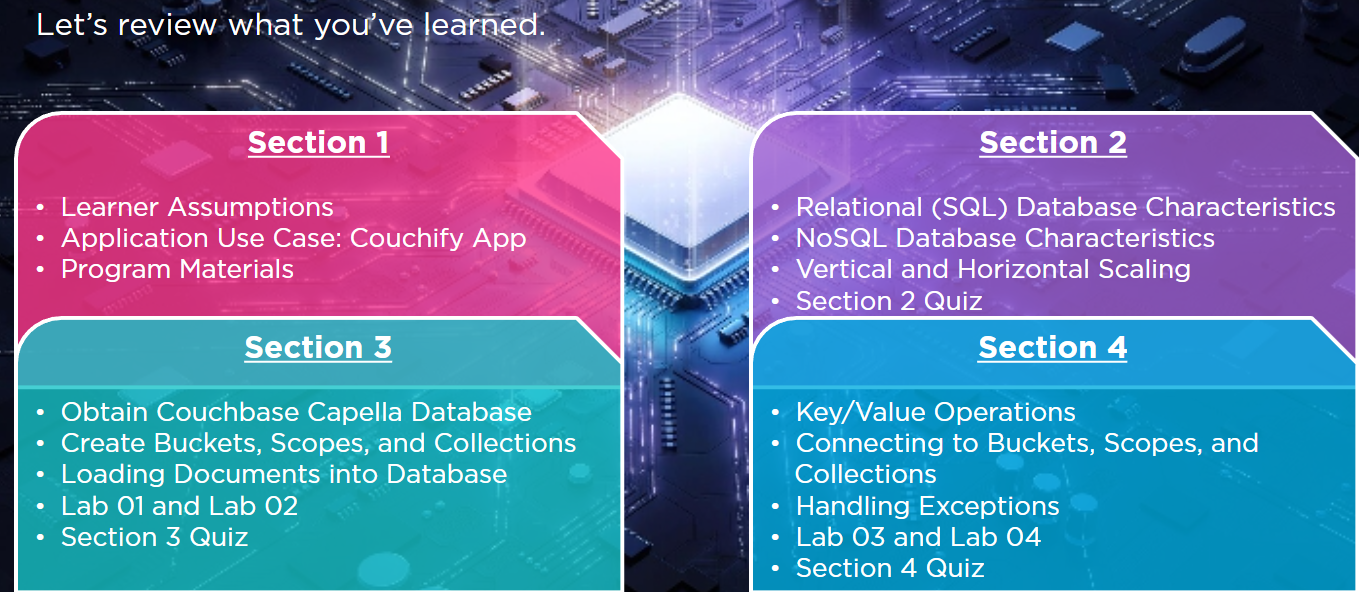 Let’s review what you’ve learned.
Section 1
• Learner Assumptions
• Application Use Case: Couchify App
• Program Materials
Section 2
• Relational (SQL) Database Characteristics
• NoSQL Database Characteristics
• Vertical and Horizontal Scaling
• Section 2 Quiz
Section 3
• Obtain Couchbase Capella Database
• Create Buckets, Scopes, and Collections
• Loading Documents into Database
• Lab 01 and Lab 02
• Section 3 Quiz
Section 4
• Key/Value Operations
• Connecting to Buckets, Scopes, and
Collections
• Handling Exceptions
• Lab 03 and Lab 04
• Section 4 Quiz